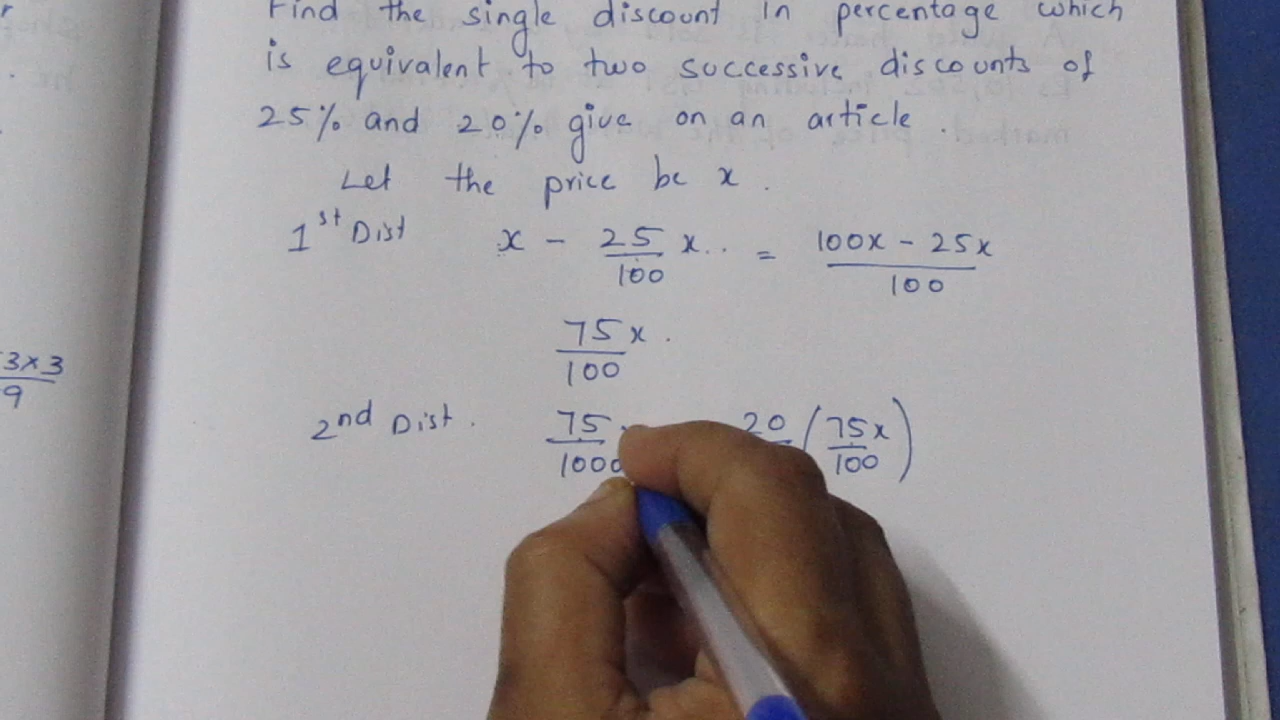 Find the single discount in percentage which
is equivalent to two successive discounts of
25% and 20% give on an article.
Let the price be x.
1st Dist x - 25/100 x.. = 100x - 25x/100
75x/100.
2nd Dist. 75/1000 20 (75x/100)
3x3/9